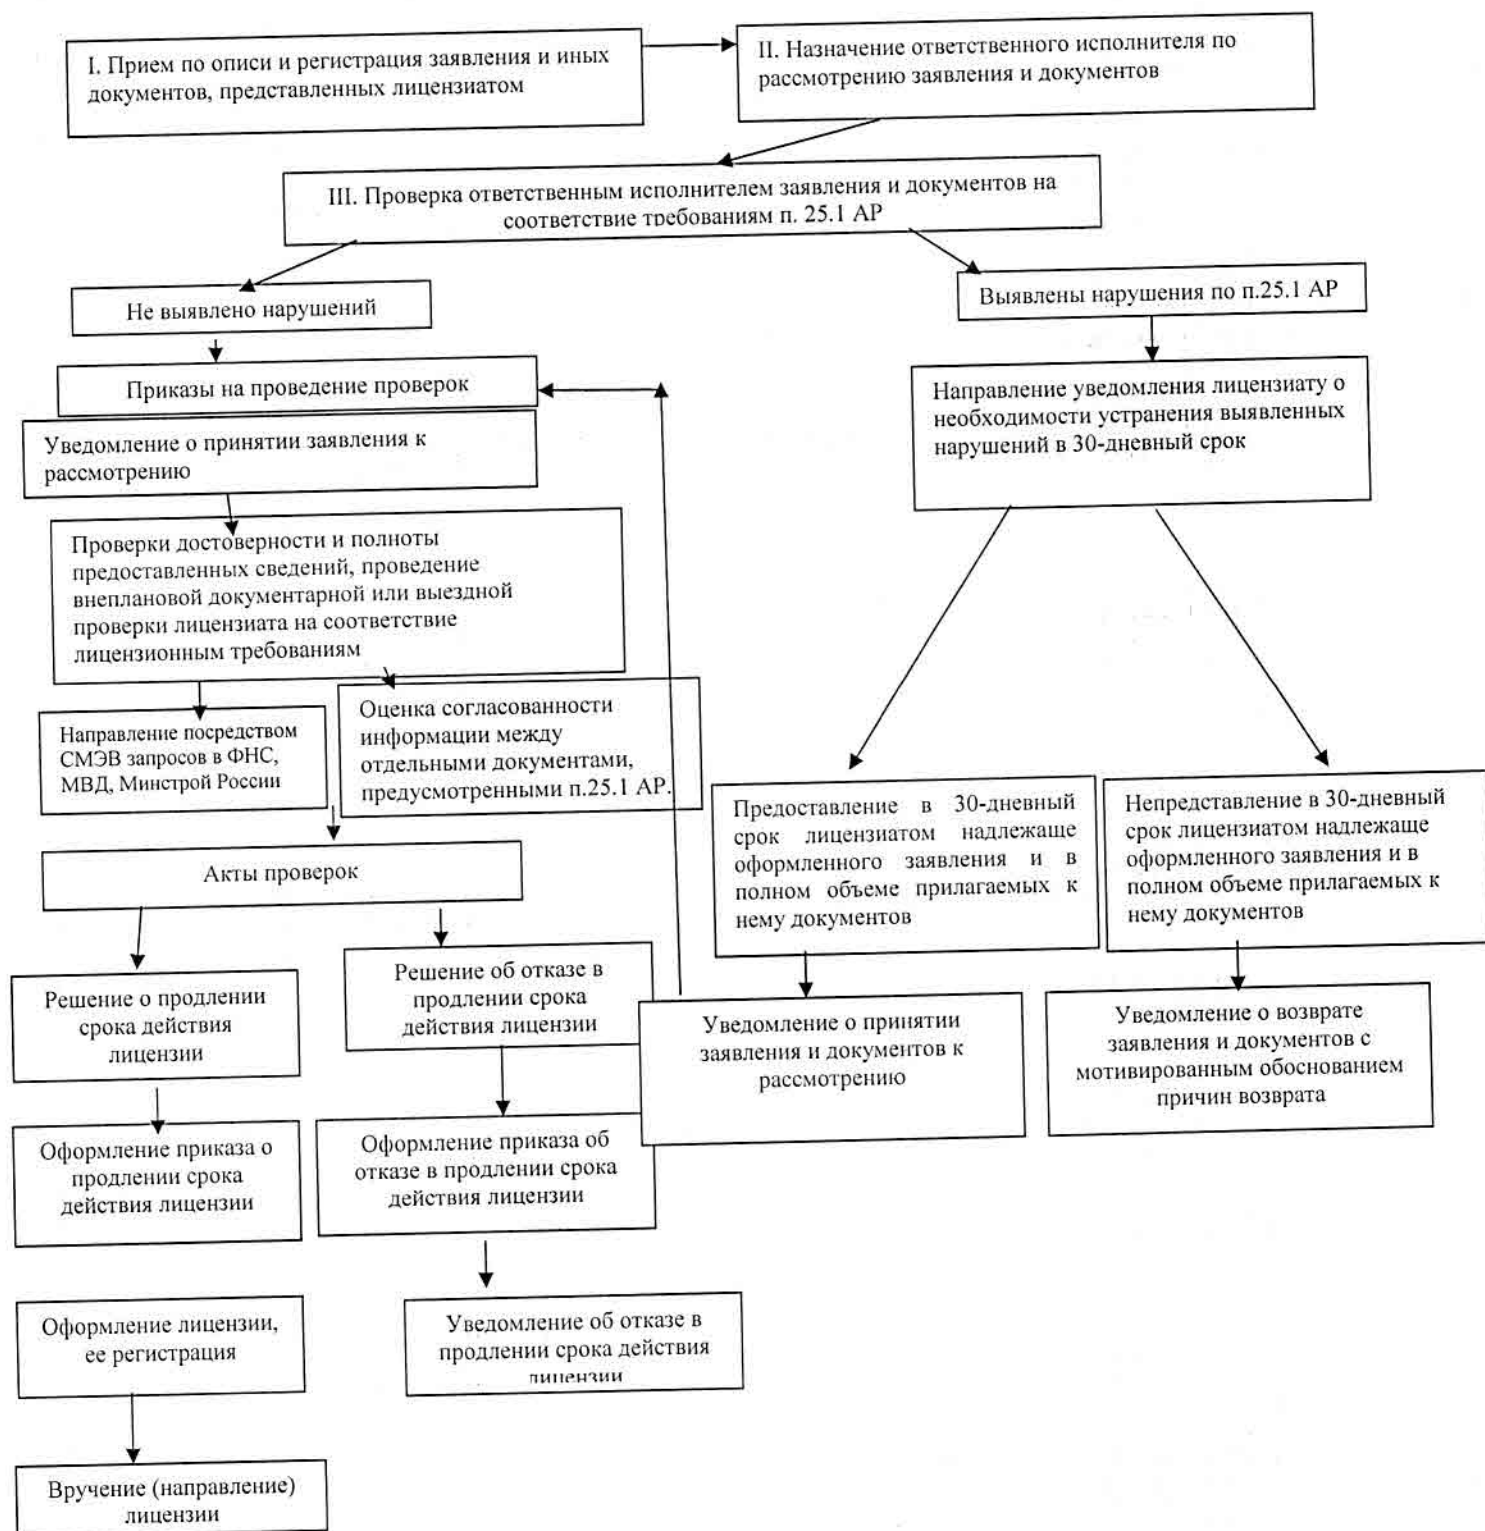 I. Прием по описи и регистрация заявления и иных
документов, представленных лицензиатом
II. Назначение ответственного исполнителя по
рассмотрению заявления и документов
III. Проверка ответственным исполнителем заявления и документов на
соответствие требованиям п. 25.1 АР
Не выявлено нарушений
Выявлены нарушения по п.25.1 АР
Приказы на проведение проверок
Уведомление о принятии заявления к
рассмотрению
Направление уведомления лицензиату о
необходимости устранения выявленных
нарушений в 30-дневный срок
Проверки достоверности и полноты
предоставленных сведений, проведение
внеплановой документарной или выездной
проверки лицензиата на соответствие
лицензионным требованиям
Направление посредством
СМЭВ запросов в ФНС,
МВД, Минстрой России
Оценка согласованности
информации между
отдельными документами,
предусмотренными п.25.1 АР.
Предоставление в 30-дневный
срок лицензиатом надлежаще
оформленного заявления и в
полном объеме прилагаемых к
нему документов
Непредставление в 30-дневный
срок лицензиатом надлежаще
оформленного заявления и в
полном объеме прилагаемых к
нему документов
Акты проверок
Решение о продлении
срока действия
лицензии
Решение об отказе в
продлении срока
действия лицензии
Уведомление о принятии
заявления и документов к
рассмотрению
Уведомление о возврате
заявления и документов с
мотивированным обоснованием
причин возврата
Оформление приказа о
продлении срока
действия лицензии
Оформление приказа об
отказе в продлении срока
действия лицензии
Оформление лицензии,
ее регистрация
Уведомление об отказе в
продлении срока действия
лицензии
Вручение (направление)
лицензии